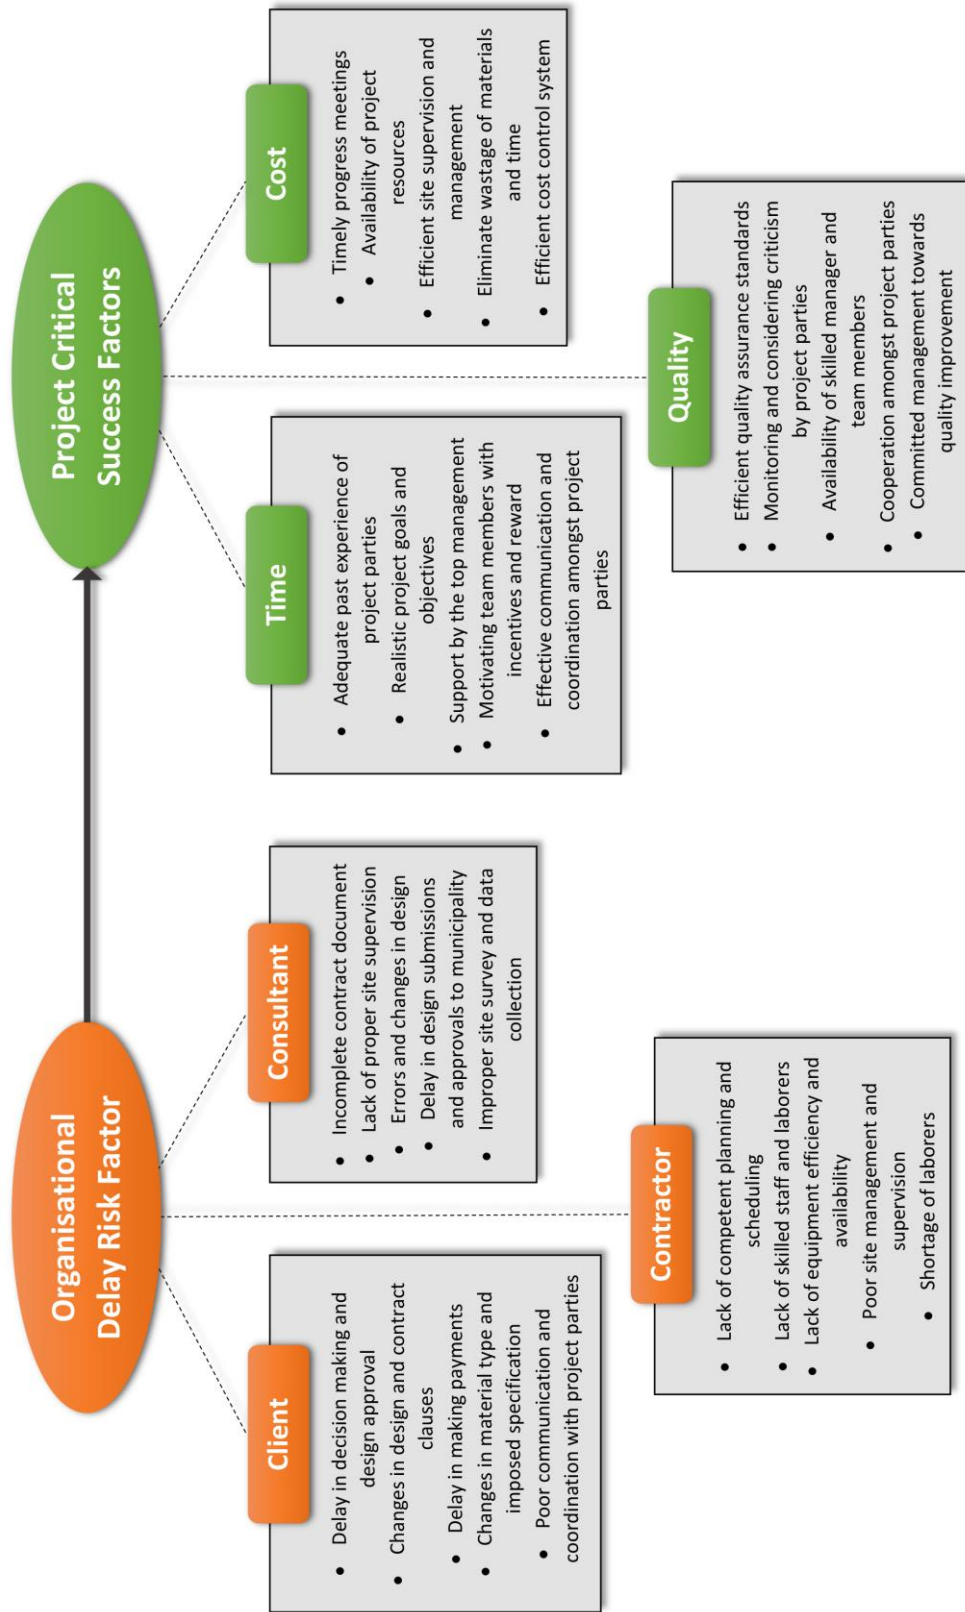 Organisational
Delay Risk Factor
Project Critical
Success Factors
Client
Delay in decision making and
design approval
Changes in design and contract
clauses
Delay in making payments
Changes in material type and
imposed specification
Poor communication and
coordination with project parties
Consultant
Incomplete contract document
Lack of proper site supervision
Errors and changes in design
Delay in design submissions
and approvals to municipality
Improper site survey and data
collection
Contractor
Lack of competent planning and
scheduling
Lack of skilled staff and laborers
Lack of equipment efficiency and
availability
Poor site management and
supervision
Shortage of laborers
Time
Adequate past experience of
project parties
Realistic project goals and
objectives
Support by the top management
Motivating team members with
incentives and reward
Effective communication and
coordination amongst project
parties
Cost
Timely progress meetings
Availability of project
resources
Efficient site supervision and
management
Eliminate wastage of materials
and time
Efficient cost control system
Quality
Efficient quality assurance standards
Monitoring and considering criticism
by project parties
Availability of skilled manager and
team members
Cooperation amongst project parties
Committed management towards
quality improvement